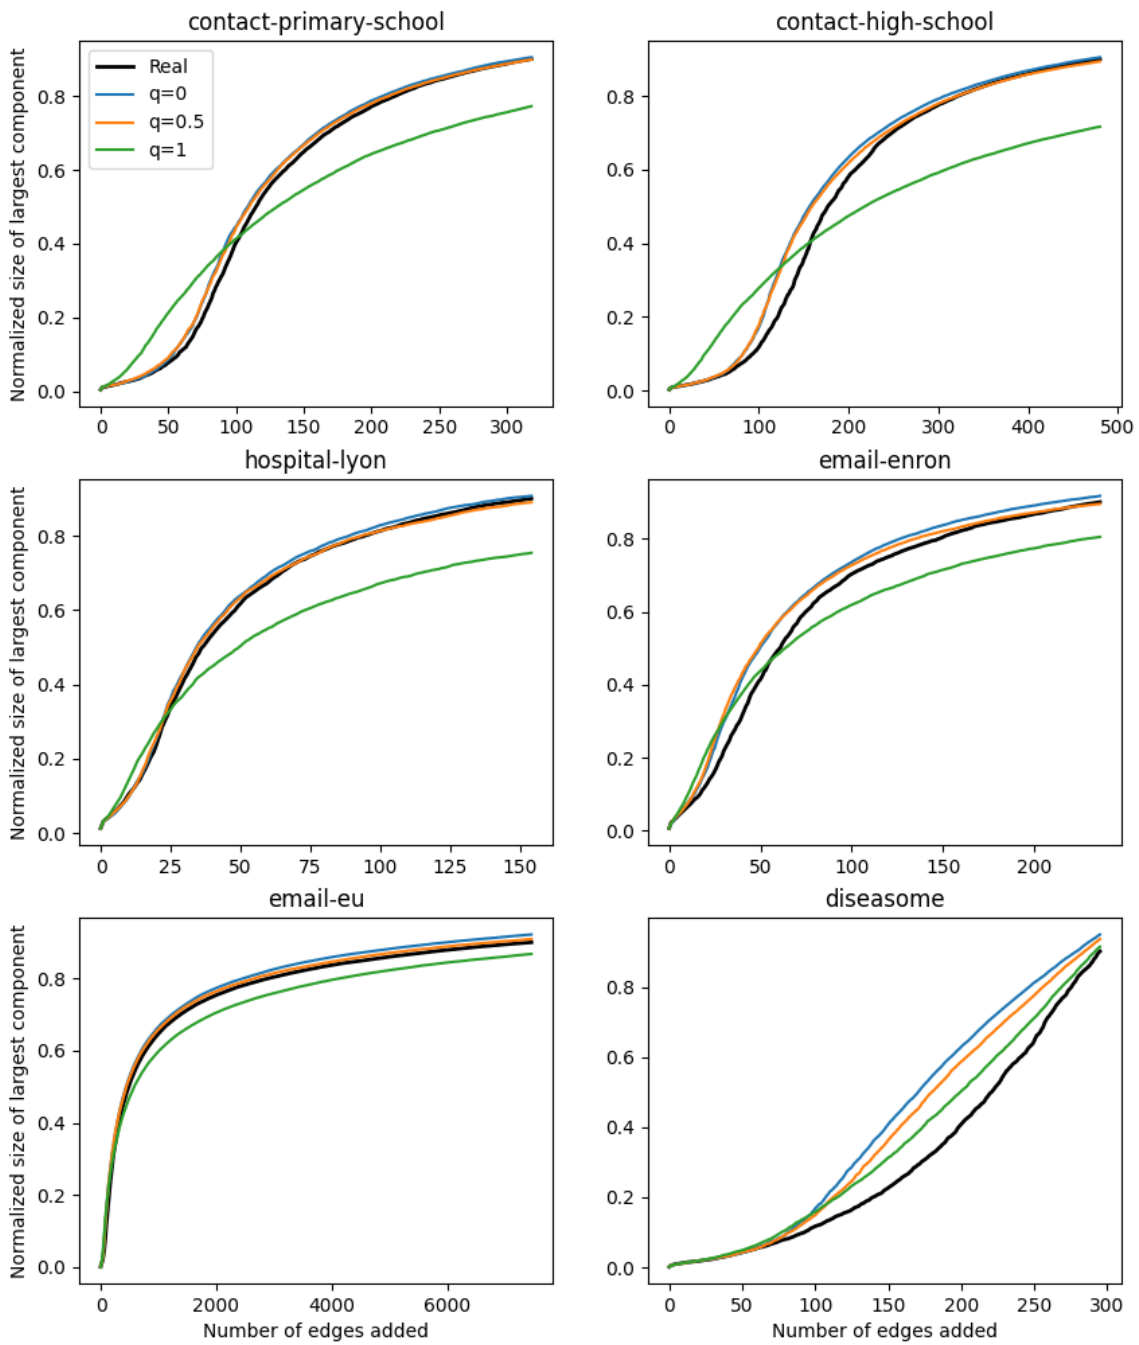 contact-primary-school
Normalized size of largest component
0.8
0.6
0.4
0.2
0.0
Real
q=0
q=0.5
q=1
0 50 100 150 200 250 300
contact-high-school
0.8
0.6
0.4
0.2
0.0
0 100 200 300 400 500
hospital-lyon
Normalized size of largest component
0.8
0.6
0.4
0.2
0.0
0 25 50 75 100 125 150
email-enron
0.8
0.6
0.4
0.2
0.0
0 50 100 150 200
email-eu
Normalized size of largest component
0.8
0.6
0.4
0.2
0.0
0 2000 4000 6000
Number of edges added
diseasome
0.8
0.6
0.4
0.2
0.0
0 50 100 150 200 250 300
Number of edges added